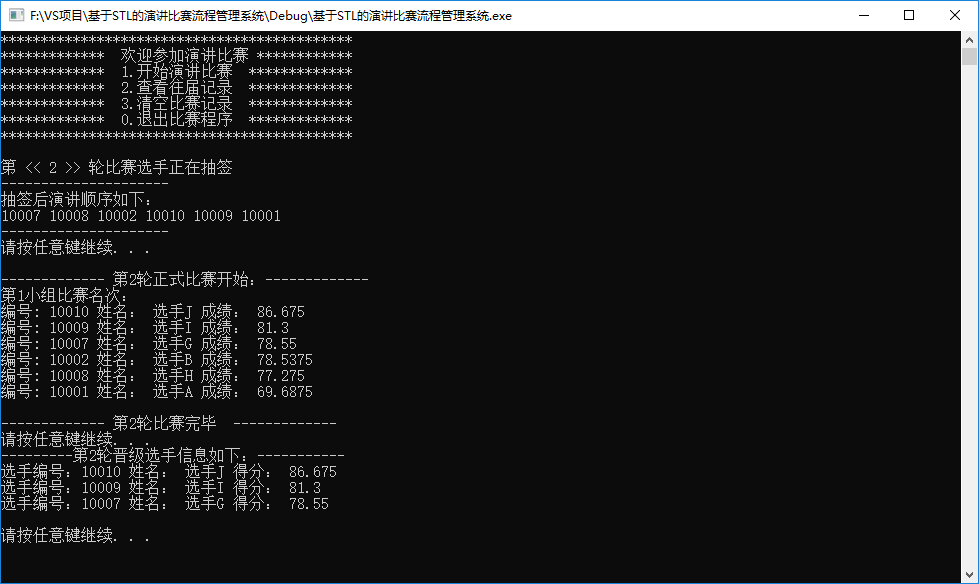 F:\VS项目\基于STL的演讲比赛流程管理系统\Debug\基于STL的演讲比赛流程管理系统.exe
********************************************
*************  欢迎参加演讲比赛 ************
*************  1.开始演讲比赛  *************
*************  2.查看往届记录  *************
*************  3.清空比赛记录  *************
*************  0.退出比赛程序  *************
********************************************
第 << 2 >> 轮比赛选手正在抽签
---------------------
抽签后演讲顺序如下：
10007 10008 10002 10010 10009 10001
---------------------
请按任意键继续. . .
------------- 第2轮正式比赛开始：-------------
第1小组比赛名次：
编号: 10010 姓名： 选手J 成绩： 86.675
编号: 10009 姓名： 选手I 成绩： 81.3
编号: 10007 姓名： 选手G 成绩： 78.55
编号: 10002 姓名： 选手B 成绩： 78.5375
编号: 10008 姓名： 选手H 成绩： 77.275
编号: 10001 姓名： 选手A 成绩： 69.6875
------------- 第2轮比赛完毕  -------------
请按任意键继续. . .
---------第2轮晋级选手信息如下：-----------
选手编号：10010 姓名： 选手J 得分： 86.675
选手编号：10009 姓名： 选手I 得分： 81.3
选手编号：10007 姓名： 选手G 得分： 78.55
请按任意键继续. . .